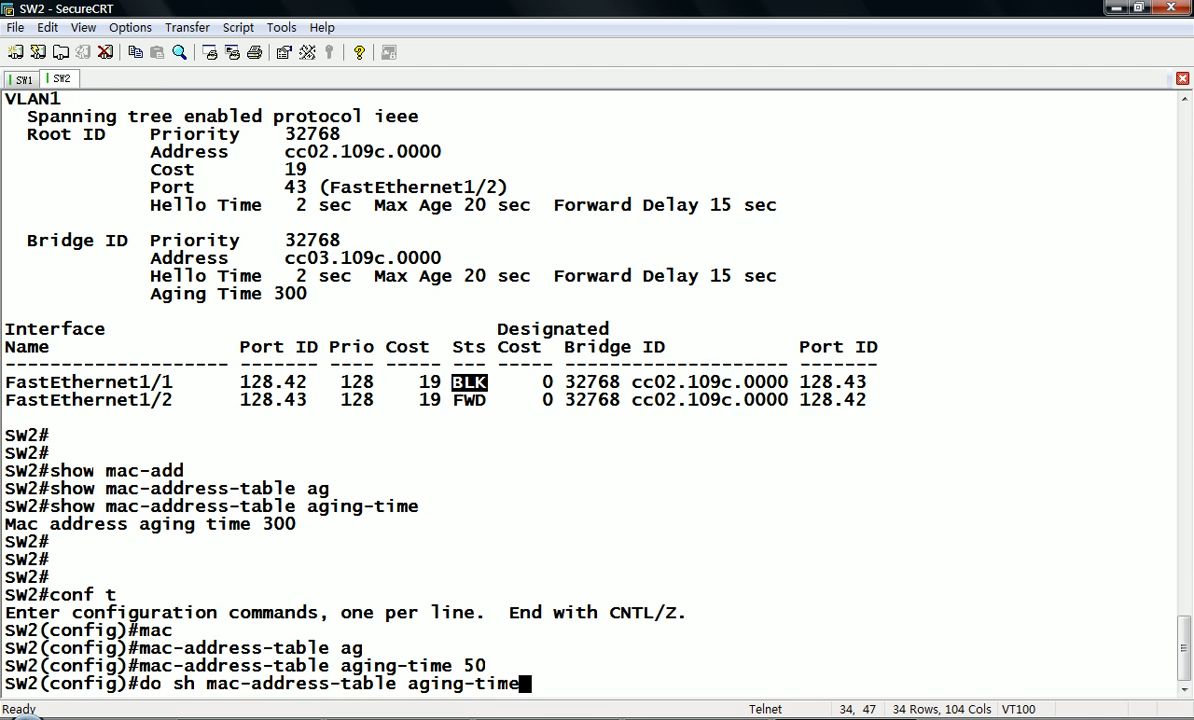 SW2 - SecureCRT
File Edit View Options Transfer Script Tools Help
SW1 SW2
VLAN1
  Spanning tree enabled protocol ieee
  Root ID    Priority    32768
             Address     cc02.109c.0000
             Cost        19
             Port        43 (FastEthernet1/2)
             Hello Time   2 sec  Max Age 20 sec  Forward Delay 15 sec
  Bridge ID  Priority    32768
             Address     cc03.109c.0000
             Hello Time   2 sec  Max Age 20 sec  Forward Delay 15 sec
             Aging Time 300
Interface                                   Designated
Name                 Port ID Prio Cost  Sts Cost  Bridge ID            Port ID
-------------------- ------- ---- ----- --- ----- -------------------- -------
FastEthernet1/1      128.42   128    19 BLK     0 32768 cc02.109c.0000 128.43
FastEthernet1/2      128.43   128    19 FWD     0 32768 cc02.109c.0000 128.42
SW2#
SW2#
SW2#show mac-add
SW2#show mac-address-table ag
SW2#show mac-address-table aging-time
Mac address aging time 300
SW2#
SW2#
SW2#
SW2#conf t
Enter configuration commands, one per line.  End with CNTL/Z.
SW2(config)#mac
SW2(config)#mac-address-table ag
SW2(config)#mac-address-table aging-time 50
SW2(config)#do sh mac-address-table aging-time
Ready Telnet 34, 47 34 Rows, 104 Cols VT100